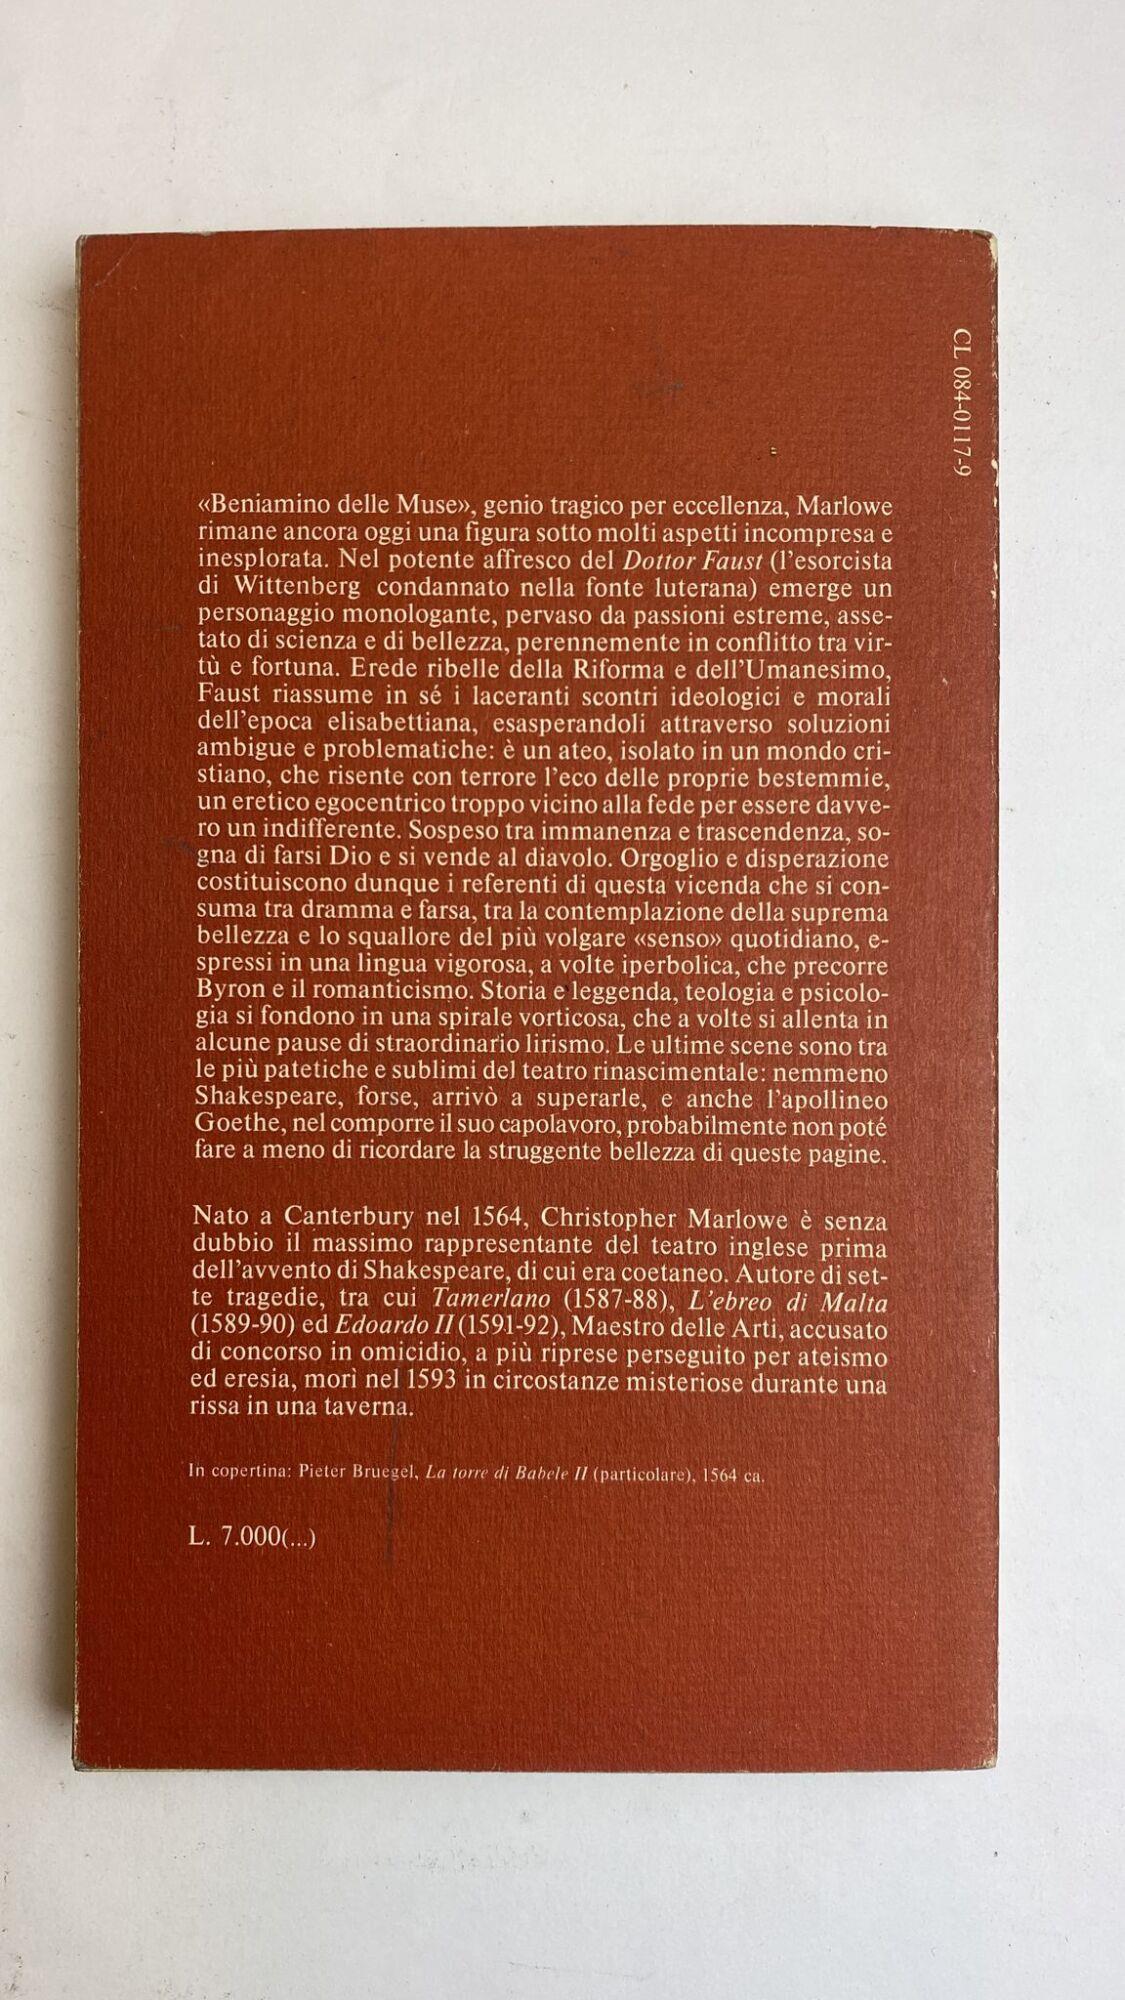 CL 084-0117-9
«Beniamino delle Muse», genio tragico per eccellenza, Marlowe
rimane ancora oggi una figura sotto molti aspetti incompresa e
inesplorata. Nel potente affresco del Dottor Faust (l'esorcista
di Wittenberg condannato nella fonte luterana) emerge un
personaggio monologante, pervaso da passioni estreme, asse-
tato di scienza e di bellezza, perennemente in conflitto tra vir-
tù e fortuna. Erede ribelle della Riforma e dell'Umanesimo,
Faust riassume in sé i laceranti scontri ideologici e morali
dell'epoca elisabettiana, esasperandoli attraverso soluzioni
ambigue e problematiche: è un ateo, isolato in un mondo cri-
stiano, che risente con terrore l'eco delle proprie bestemmie,
un eretico egocentrico troppo vicino alla fede per essere davve-
ro un indifferente. Sospeso tra immanenza e trascendenza, so-
gna di farsi Dio e si vende al diavolo. Orgoglio e disperazione
costituiscono dunque i referenti di questa vicenda che si con-
suma tra dramma e farsa, tra la contemplazione della suprema
bellezza e lo squallore del più volgare «senso» quotidiano, e-
spressi in una lingua vigorosa, a volte iperbolica, che precorre
Byron e il romanticismo. Storia e leggenda, teologia e psicolo-
gia si fondono in una spirale vorticosa, che a volte si allenta in
alcune pause di straordinario lirismo. Le ultime scene sono tra
le più patetiche e sublimi del teatro rinascimentale: nemmeno
Shakespeare, forse, arrivò a superarle, e anche l'apollineo
Goethe, nel comporre il suo capolavoro, probabilmente non poté
fare a meno di ricordare la struggente bellezza di queste pagine.
Nato a Canterbury nel 1564, Christopher Marlowe è senza
dubbio il massimo rappresentante del teatro inglese prima
dell'avvento di Shakespeare, di cui era coetaneo. Autore di set-
te tragedie, tra cui Tamerlano (1587-88), L'ebreo di Malta
(1589-90) ed Edoardo II (1591-92), Maestro delle Arti, accusato
di concorso in omicidio, a più riprese perseguito per ateismo
ed eresia, morì nel 1593 in circostanze misteriose durante una
rissa in una taverna.
In copertina: Pieter Bruegel, La torre di Babele II (particolare), 1564 ca.
L. 7.000(...)